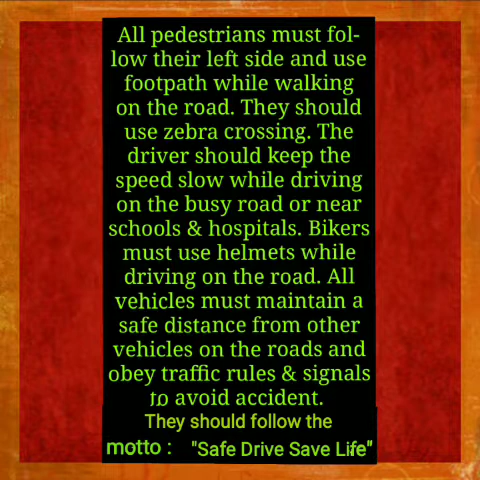 All pedestrians must fol-
low their left side and use
footpath while walking
on the road. They should
use zebra crossing. The
driver should keep the
speed slow while driving
on the busy road or near
schools & hospitals. Bikers
must use helmets while
driving on the road. All
vehicles must maintain a
safe distance from other
vehicles on the roads and
obey traffic rules & signals
to avoid accident.
They should follow the
motto : "Safe Drive Save Life"